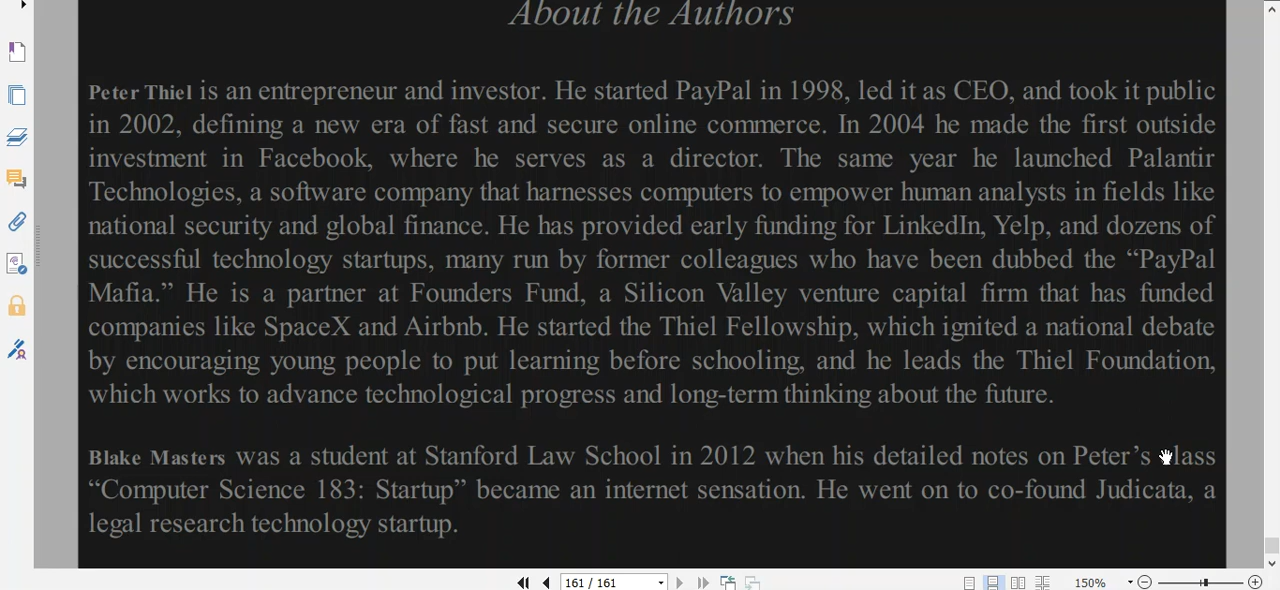 About the Authors
Peter Thiel is an entrepreneur and investor. He started PayPal in 1998, led it as CEO, and took it public
in 2002, defining a new era of fast and secure online commerce. In 2004 he made the first outside
investment in Facebook, where he serves as a director. The same year he launched Palantir
Technologies, a software company that harnesses computers to empower human analysts in fields like
national security and global finance. He has provided early funding for LinkedIn, Yelp, and dozens of
successful technology startups, many run by former colleagues who have been dubbed the “PayPal
Mafia.” He is a partner at Founders Fund, a Silicon Valley venture capital firm that has funded
companies like SpaceX and Airbnb. He started the Thiel Fellowship, which ignited a national debate
by encouraging young people to put learning before schooling, and he leads the Thiel Foundation,
which works to advance technological progress and long-term thinking about the future.
Blake Masters was a student at Stanford Law School in 2012 when his detailed notes on Peter’s class
“Computer Science 183: Startup” became an internet sensation. He went on to co-found Judicata, a
legal research technology startup.
161 / 161
150%